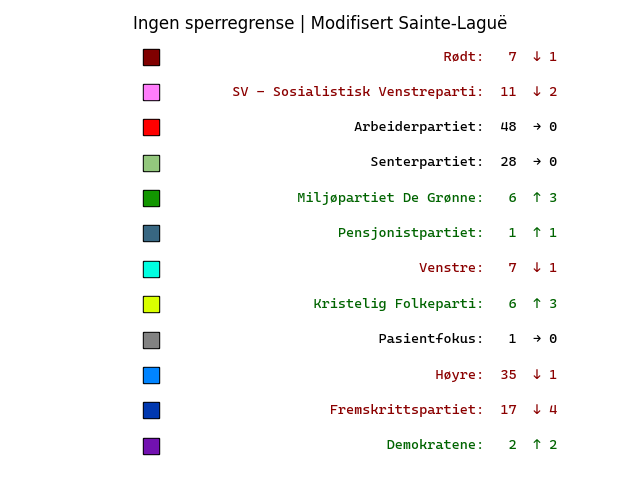 Ingen sperregrense | Modifisert Sainte-Laguë
Rødt: 7 ↓ 1
SV - Sosialistisk Venstreparti: 11 ↓ 2
Arbeiderpartiet: 48 → 0
Senterpartiet: 28 → 0
Miljøpartiet De Grønne: 6 ↑ 3
Pensjonistpartiet: 1 ↑ 1
Venstre: 7 ↓ 1
Kristelig Folkeparti: 6 ↑ 3
Pasientfokus: 1 → 0
Høyre: 35 ↓ 1
Fremskrittspartiet: 17 ↓ 4
Demokratene: 2 ↑ 2